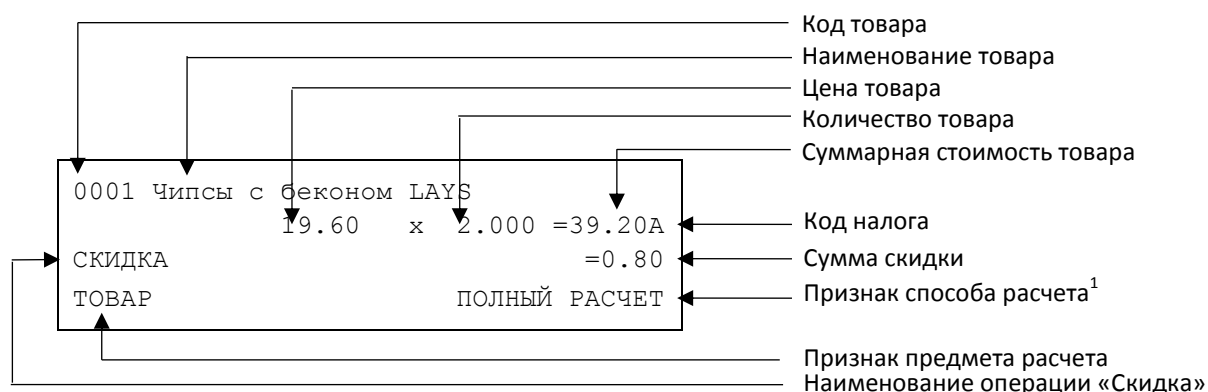 Код товара
Наименование товара
Цена товара
Количество товара
Суммарная стоимость товара
0001 Чипсы с беконом LAYS
19.60 x 2.000 =39.20А
Код налога
СКИДКА =0.80
Сумма скидки
ТОВАР ПОЛНЫЙ РАСЧЕТ
Признак способа расчета¹
Признак предмета расчета
Наименование операции «Скидка»